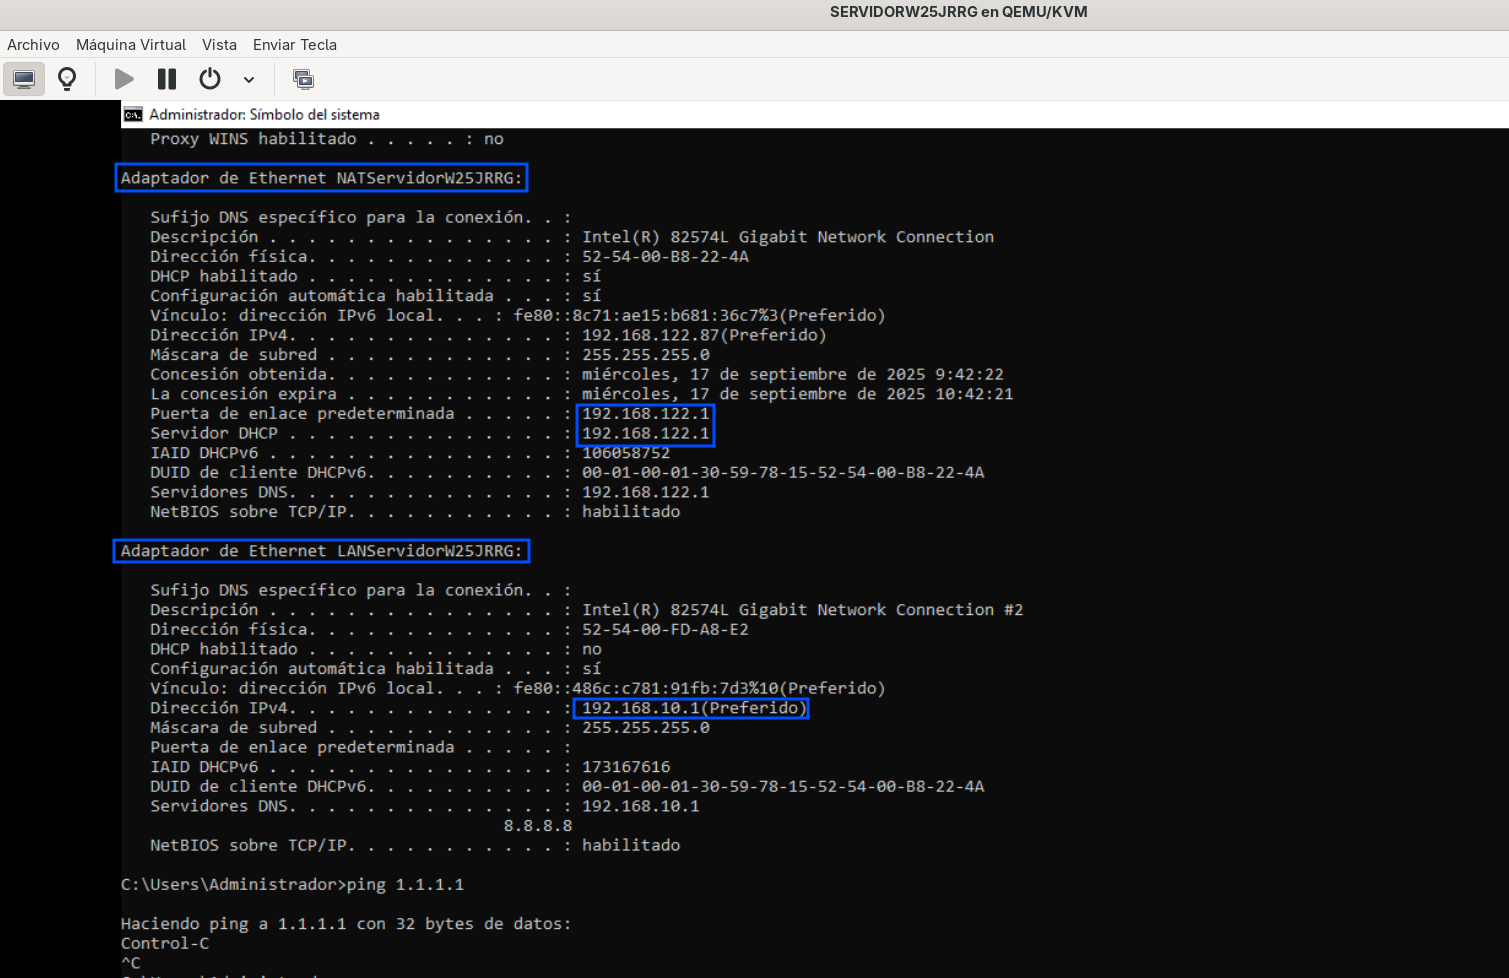 SERVIDORW25JRRG en QEMU/KVM
Archivo Máquina Virtual Vista Enviar Tecla
Administrador: Símbolo del sistema
Proxy WINS habilitado . . . . . : no
Adaptador de Ethernet NATServidorW25JRRG:
Sufijo DNS específico para la conexión. . :
Descripción . . . . . . . . . . . . . . . : Intel(R) 82574L Gigabit Network Connection
Dirección física. . . . . . . . . . . . . : 52-54-00-B8-22-4A
DHCP habilitado . . . . . . . . . . . . . : sí
Configuración automática habilitada . . . : sí
Vínculo: dirección IPv6 local. . . : fe80::8c71:ae15:b681:36c7%3(Preferido)
Dirección IPv4. . . . . . . . . . . . . . : 192.168.122.87(Preferido)
Máscara de subred . . . . . . . . . . . . : 255.255.255.0
Concesión obtenida. . . . . . . . . . . . : miércoles, 17 de septiembre de 2025 9:42:22
La concesión expira . . . . . . . . . . . : miércoles, 17 de septiembre de 2025 10:42:21
Puerta de enlace predeterminada . . . . . : 192.168.122.1
Servidor DHCP . . . . . . . . . . . . . . : 192.168.122.1
IAID DHCPv6 . . . . . . . . . . . . . . . : 106058752
DUID de cliente DHCPv6. . . . . . . . . . : 00-01-00-01-30-59-78-15-52-54-00-B8-22-4A
Servidores DNS. . . . . . . . . . . . . . : 192.168.122.1
NetBIOS sobre TCP/IP. . . . . . . . . . . : habilitado
Adaptador de Ethernet LANServidorW25JRRG:
Sufijo DNS específico para la conexión. . :
Descripción . . . . . . . . . . . . . . . : Intel(R) 82574L Gigabit Network Connection #2
Dirección física. . . . . . . . . . . . . : 52-54-00-FD-A8-E2
DHCP habilitado . . . . . . . . . . . . . : no
Configuración automática habilitada . . . : sí
Vínculo: dirección IPv6 local. . . : fe80::486c:c781:91fb:7d3%10(Preferido)
Dirección IPv4. . . . . . . . . . . . . . : 192.168.10.1(Preferido)
Máscara de subred . . . . . . . . . . . . : 255.255.255.0
Puerta de enlace predeterminada . . . . . :
IAID DHCPv6 . . . . . . . . . . . . . . . : 173167616
DUID de cliente DHCPv6. . . . . . . . . . : 00-01-00-01-30-59-78-15-52-54-00-B8-22-4A
Servidores DNS. . . . . . . . . . . . . . : 192.168.10.1
8.8.8.8
NetBIOS sobre TCP/IP. . . . . . . . . . . : habilitado
C:\Users\Administrador>ping 1.1.1.1
Haciendo ping a 1.1.1.1 con 32 bytes de datos:
Control-C
^C